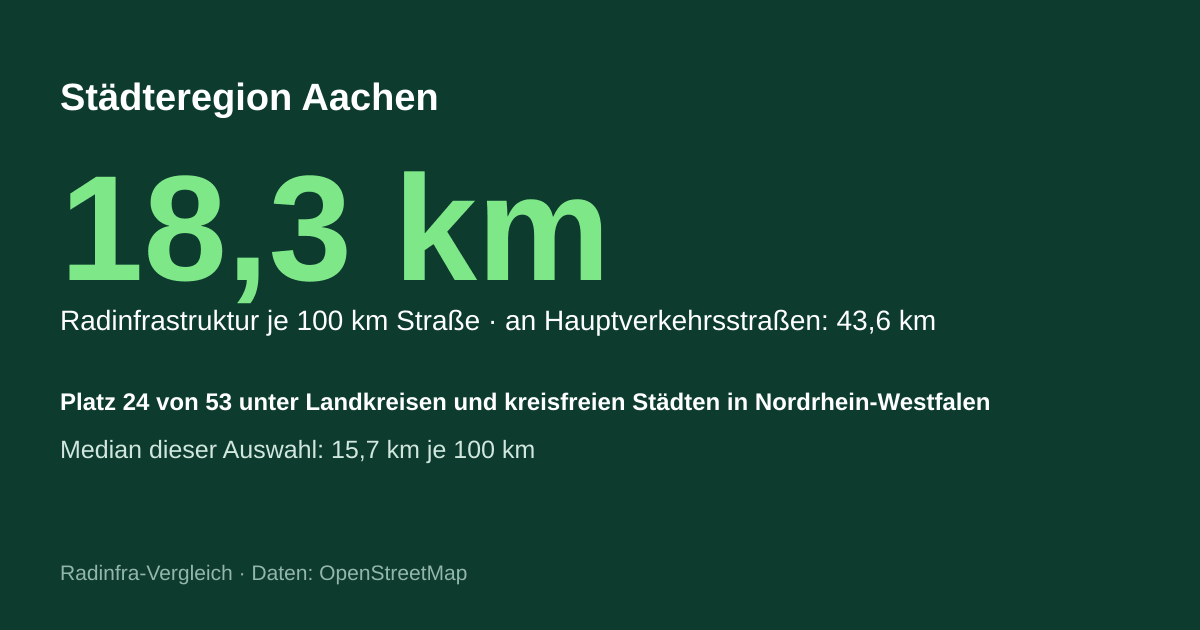 Städteregion Aachen
18,3 km
Radinfrastruktur je 100 km Straße · an Hauptverkehrsstraßen: 43,6 km
Platz 24 von 53 unter Landkreisen und kreisfreien Städten in Nordrhein-Westfalen
Median dieser Auswahl: 15,7 km je 100 km
Radinfra-Vergleich · Daten: OpenStreetMap